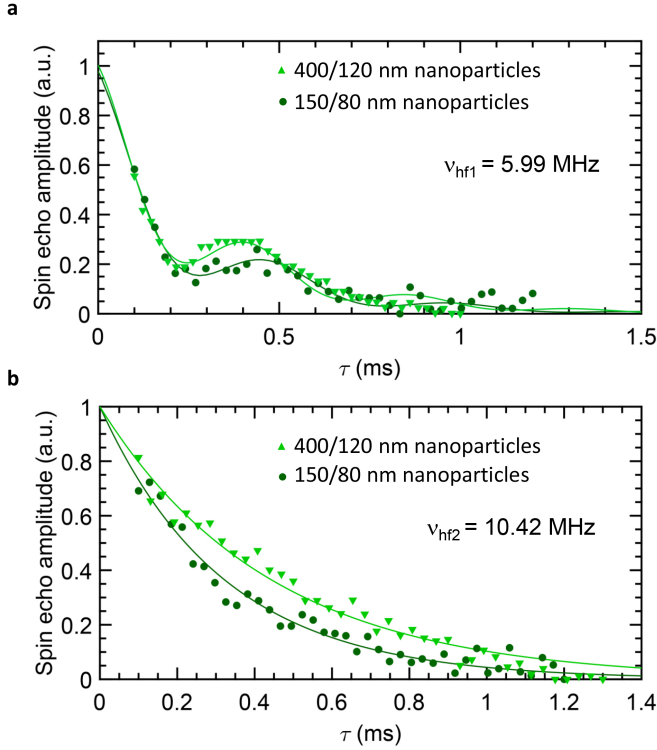 a
Spin echo amplitude (a.u.)
1
0.8
0.6
0.4
0.2
0
400/120 nm nanoparticles
150/80 nm nanoparticles
νhf1 = 5.99 MHz
0 0.5 1 1.5
τ (ms)
b
Spin echo amplitude (a.u.)
1
0.8
0.6
0.4
0.2
0
400/120 nm nanoparticles
150/80 nm nanoparticles
νhf2 = 10.42 MHz
0 0.2 0.4 0.6 0.8 1 1.2 1.4
τ (ms)